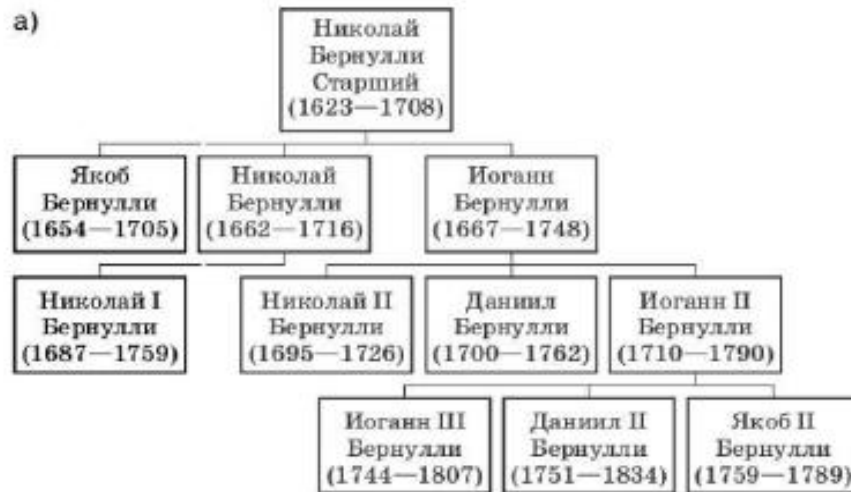 а)
Николай
Бернулли
Старший
(1623—1708)
Якоб
Бернулли
(1654—1705)
Николай
Бернулли
(1662—1716)
Иоганн
Бернулли
(1667—1748)
Николай I
Бернулли
(1687—1759)
Николай II
Бернулли
(1695—1726)
Даниил
Бернулли
(1700—1762)
Иоганн II
Бернулли
(1710—1790)
Иоганн III
Бернулли
(1744—1807)
Даниил II
Бернулли
(1751—1834)
Якоб II
Бернулли
(1759—1789)